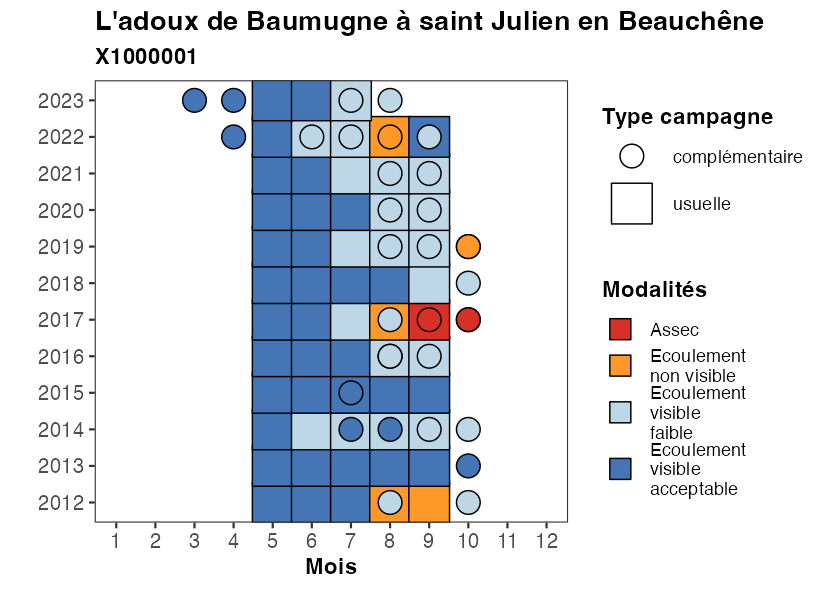 L'adoux de Baumugne à saint Julien en Beauchêne
X1000001
2023
2022
2021
2020
2019
2018
2017
2016
2015
2014
2013
2012
1 2 3 4 5 6 7 8 9 10 11 12
Mois
Type campagne
complémentaire
usuelle
Modalités
Assec
Ecoulement
non visible
Ecoulement
visible
faible
Ecoulement
visible
acceptable